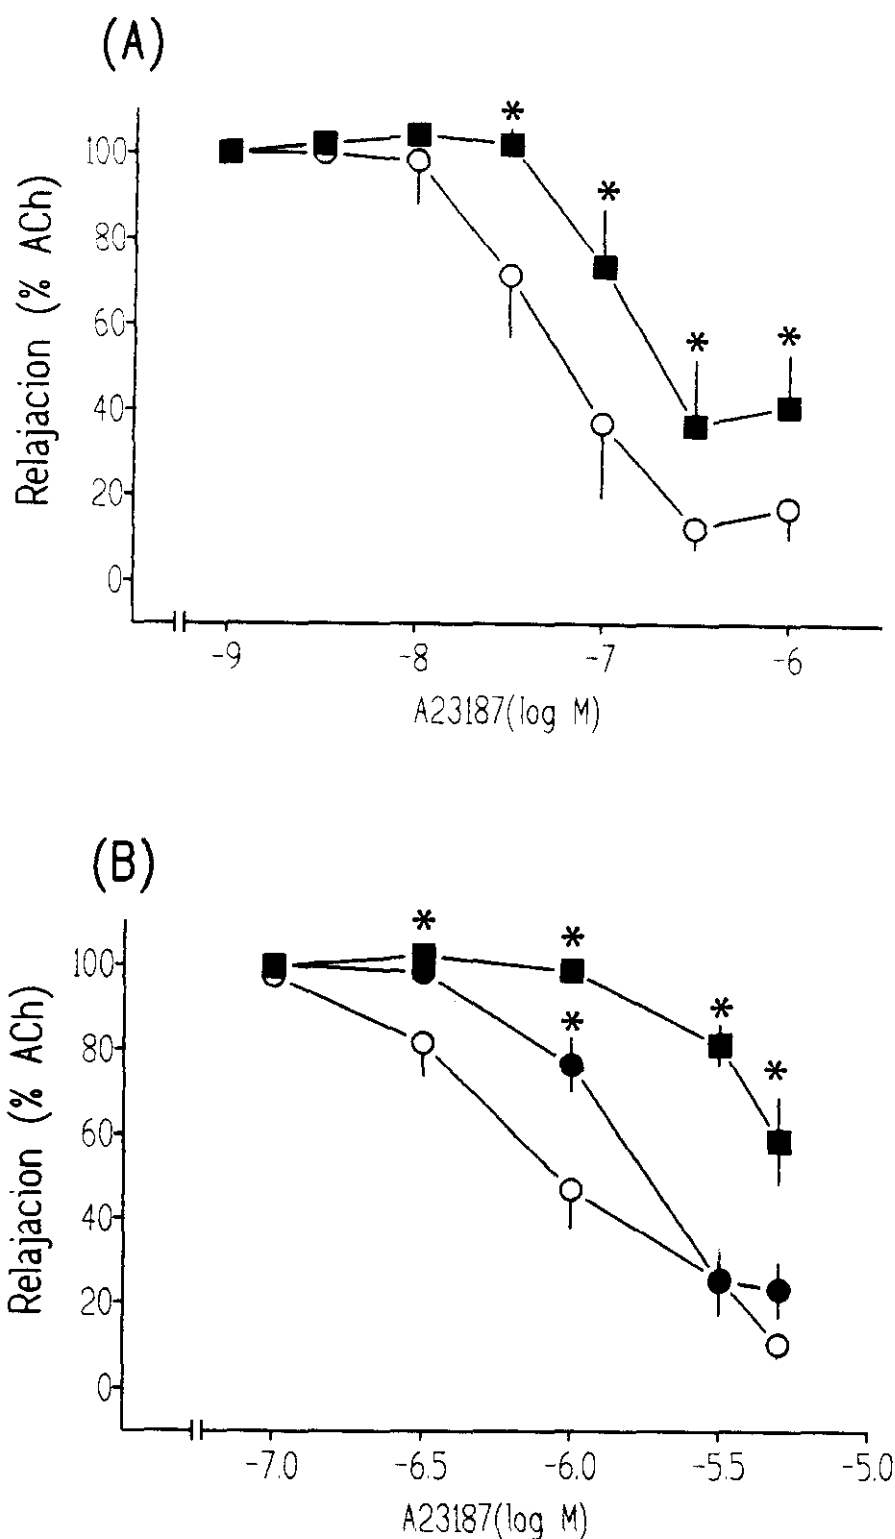 (A)
Relajacion (% ACh)
100
80
60
40
20
0
-9 -8 -7 -6
A23187(log M)
* * * *
(B)
Relajacion (% ACh)
100
80
60
40
20
0
-7.0 -6.5 -6.0 -5.5 -5.0
A23187(log M)
* * * * *